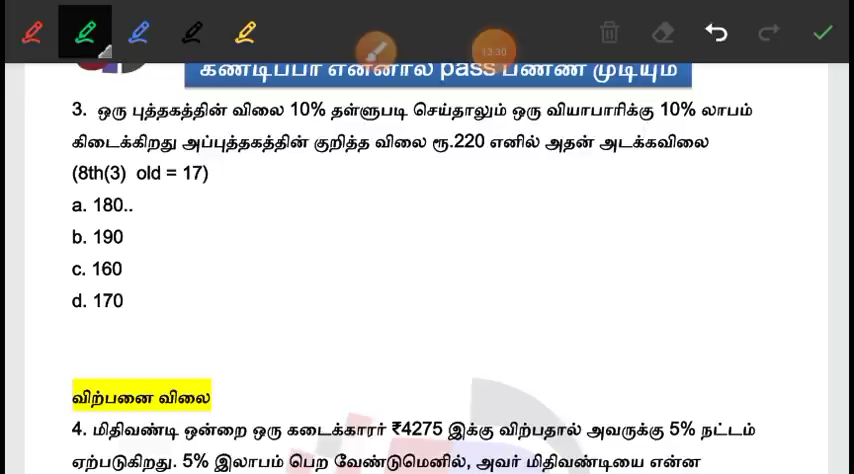 13:30
கண்டிப்பா என்னால் pass பண்ண முடியும்
3. ஒரு புத்தகத்தின் விலை 10% தள்ளுபடி செய்தாலும் ஒரு வியாபாரிக்கு 10% லாபம்
கிடைக்கிறது அப்புத்தகத்தின் குறித்த விலை ரூ.220 எனில் அதன் அடக்கவிலை
(8th(3) old = 17)
a. 180..
b. 190
c. 160
d. 170
விற்பனை விலை
4. மிதிவண்டி ஒன்றை ஒரு கடைக்காரர் ₹4275 இக்கு விற்பதால் அவருக்கு 5% நட்டம்
ஏற்படுகிறது. 5% இலாபம் பெற வேண்டுமெனில், அவர் மிதிவண்டியை என்ன